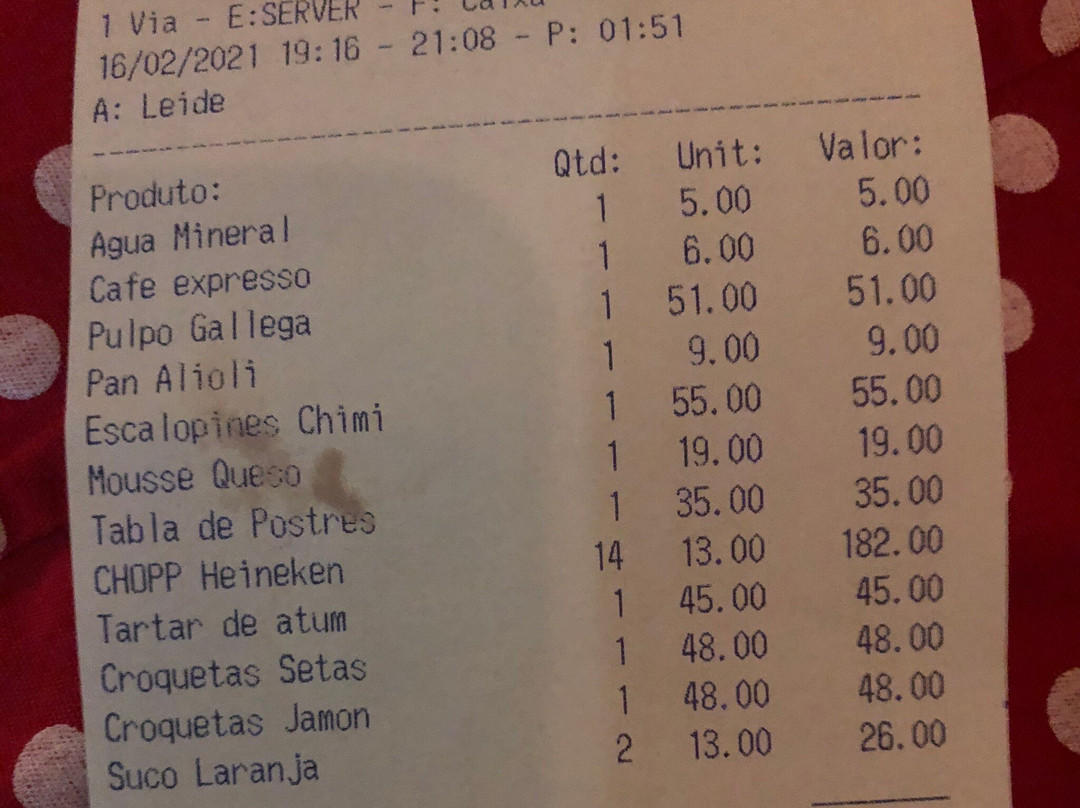 1 Via - E:SERVER - F: Caixa
16/02/2021 19:16 - 21:08 - P: 01:51
A: Leide
Produto: Qtd: Unit: Valor:
Agua Mineral 1 5.00 5.00
Cafe expresso 1 6.00 6.00
Pulpo Gallega 1 51.00 51.00
Pan Alioli 1 9.00 9.00
Escalopines Chimi 1 55.00 55.00
Mousse Queso 1 19.00 19.00
Tabla de Postres 1 35.00 35.00
CHOPP Heineken 14 13.00 182.00
Tartar de atum 1 45.00 45.00
Croquetas Setas 1 48.00 48.00
Croquetas Jamon 1 48.00 48.00
Suco Laranja 2 13.00 26.00